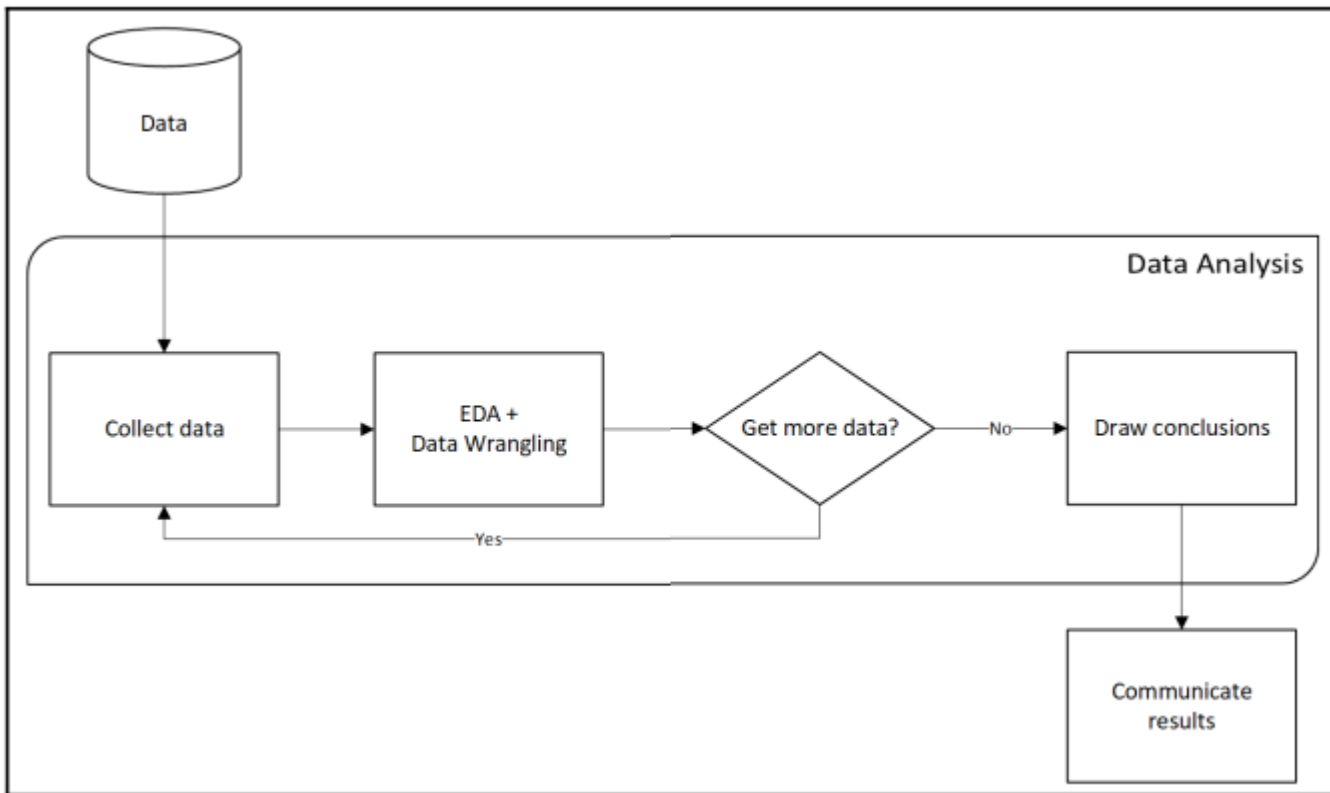 Data
Data Analysis
Collect data
EDA +
Data Wrangling
Get more data?
No
Draw conclusions
Yes
Communicate
results